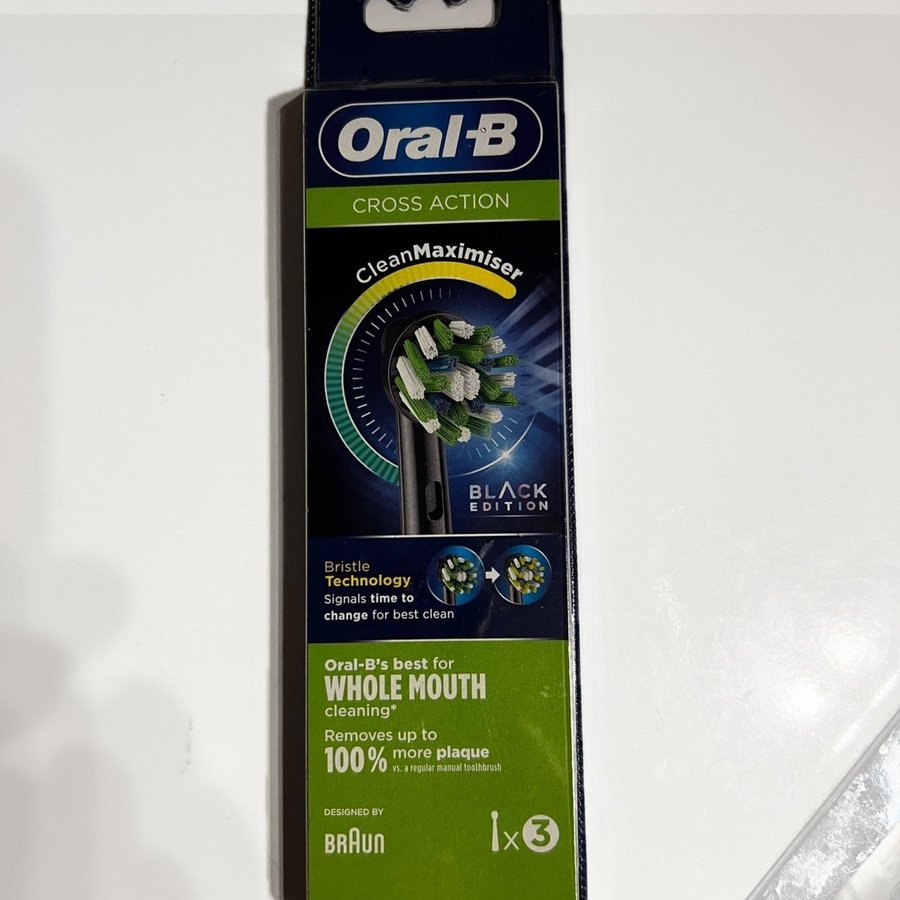 Oral-B
CROSS ACTION
CleanMaximiser
BLACK
EDITION
Bristle
Technology
Signals time to
change for best clean
Oral-B's best for
WHOLE MOUTH
cleaning*
Removes up to
100% more plaque
vs. a regular manual toothbrush
DESIGNED BY
BRAUN
x3